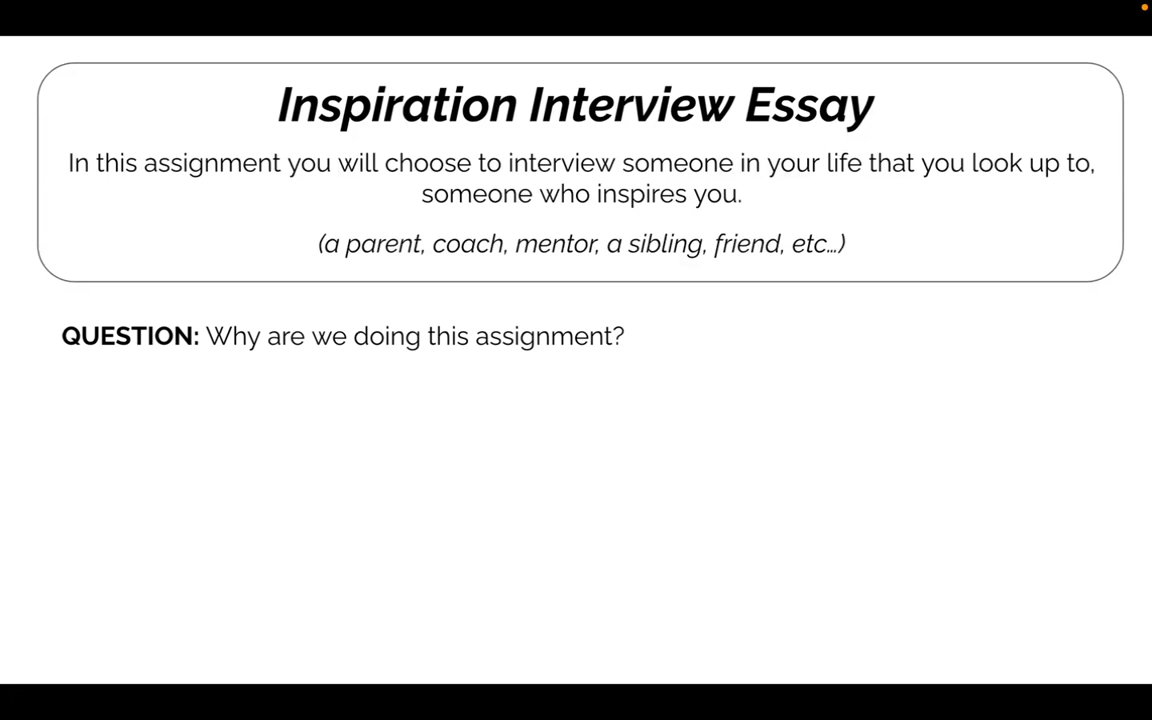 Inspiration Interview Essay
In this assignment you will choose to interview someone in your life that you look up to,
someone who inspires you.
(a parent, coach, mentor, a sibling, friend, etc…)
QUESTION: Why are we doing this assignment?